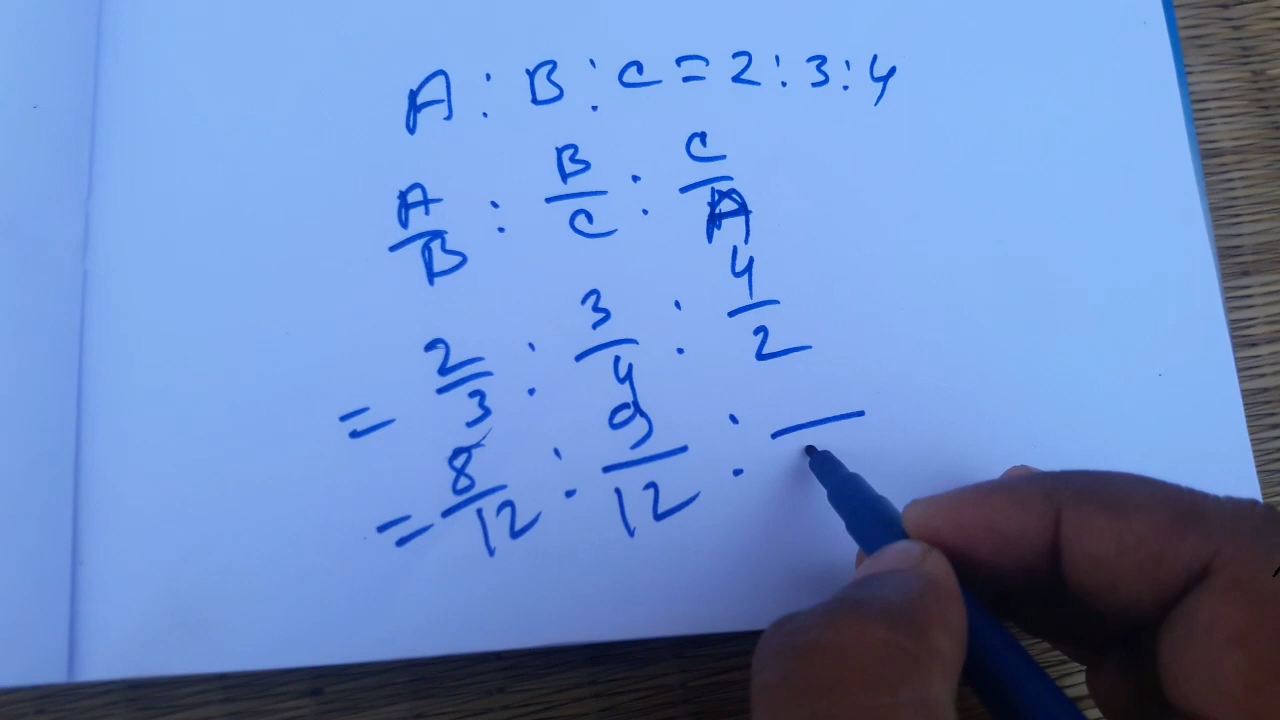 A : B : C = 2 : 3 : 4
A/B : B/C : C/A
= 2/3 : 3/4 : 4/2
= 8/12 : 9/12 :